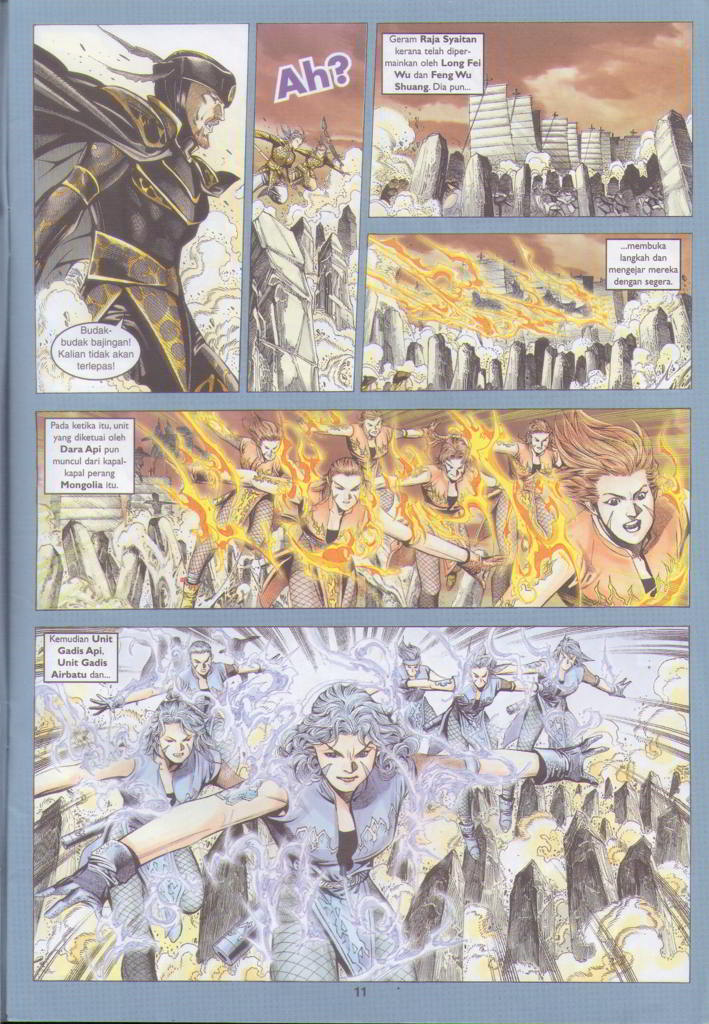 Budak-
budak bajingan!
Kalian tidak akan
terlepas!
Ah?
Geram Raja Syaitan
kerana telah diper-
mainkan oleh Long Fei
Wu dan Feng Wu
Shuang. Dia pun...
...membuka
langkah dan
mengejar mereka
dengan segera.
Pada ketika itu, unit
yang diketuai oleh
Dara Api pun
muncul dari kapal-
kapal perang
Mongolia itu.
Kemudian Unit
Gadis Api,
Unit Gadis
Airbatu dan...
11